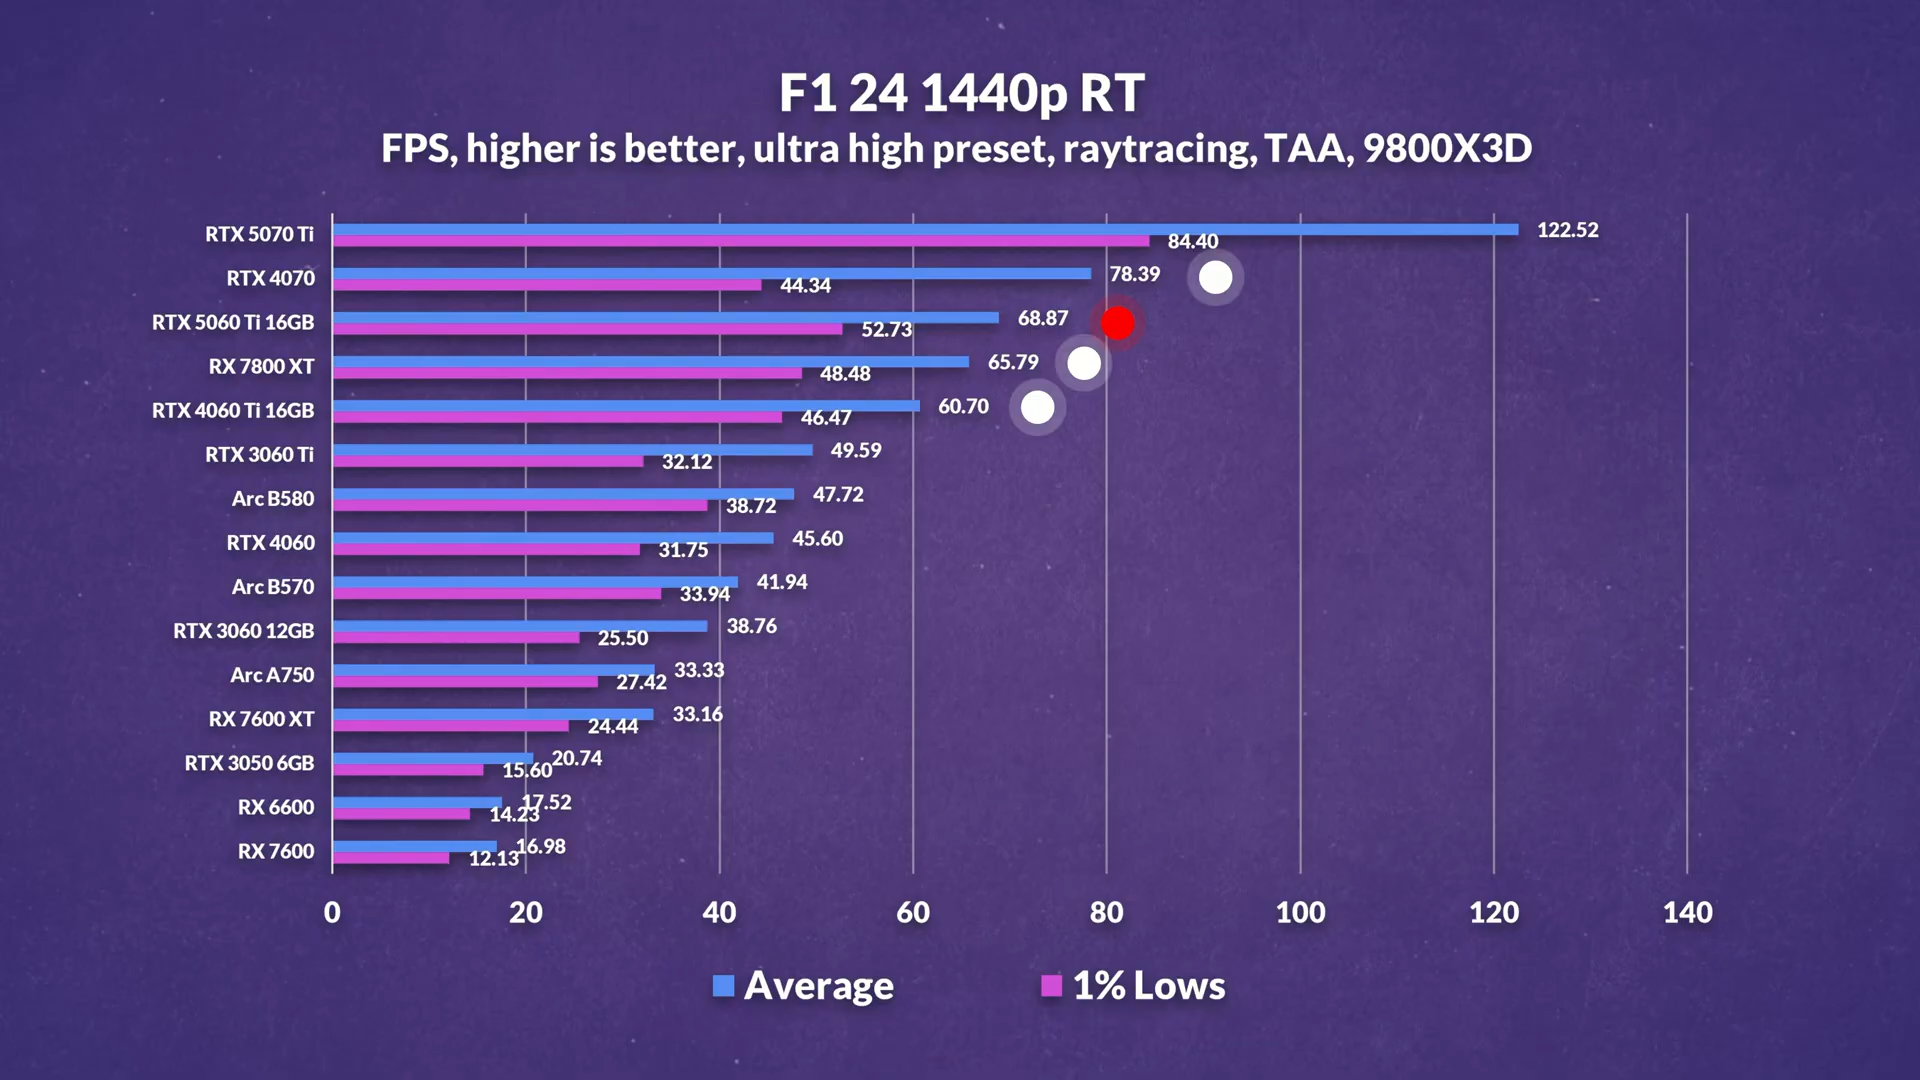 F1 24 1440p RT
FPS, higher is better, ultra high preset, raytracing, TAA, 9800X3D
RTX 5070 Ti 122.52
84.40
RTX 4070 78.39
44.34
RTX 5060 Ti 16GB 68.87
52.73
RX 7800 XT 65.79
48.48
RTX 4060 Ti 16GB 60.70
46.47
RTX 3060 Ti 49.59
32.12
Arc B580 47.72
38.72
RTX 4060 45.60
31.75
Arc B570 41.94
33.94
RTX 3060 12GB 38.76
25.50
Arc A750 33.33
27.42
RX 7600 XT 33.16
24.44
RTX 3050 6GB 20.74
15.60
RX 6600 17.52
14.23
RX 7600 16.98
12.13
0 20 40 60 80 100 120 140
Average 1% Lows